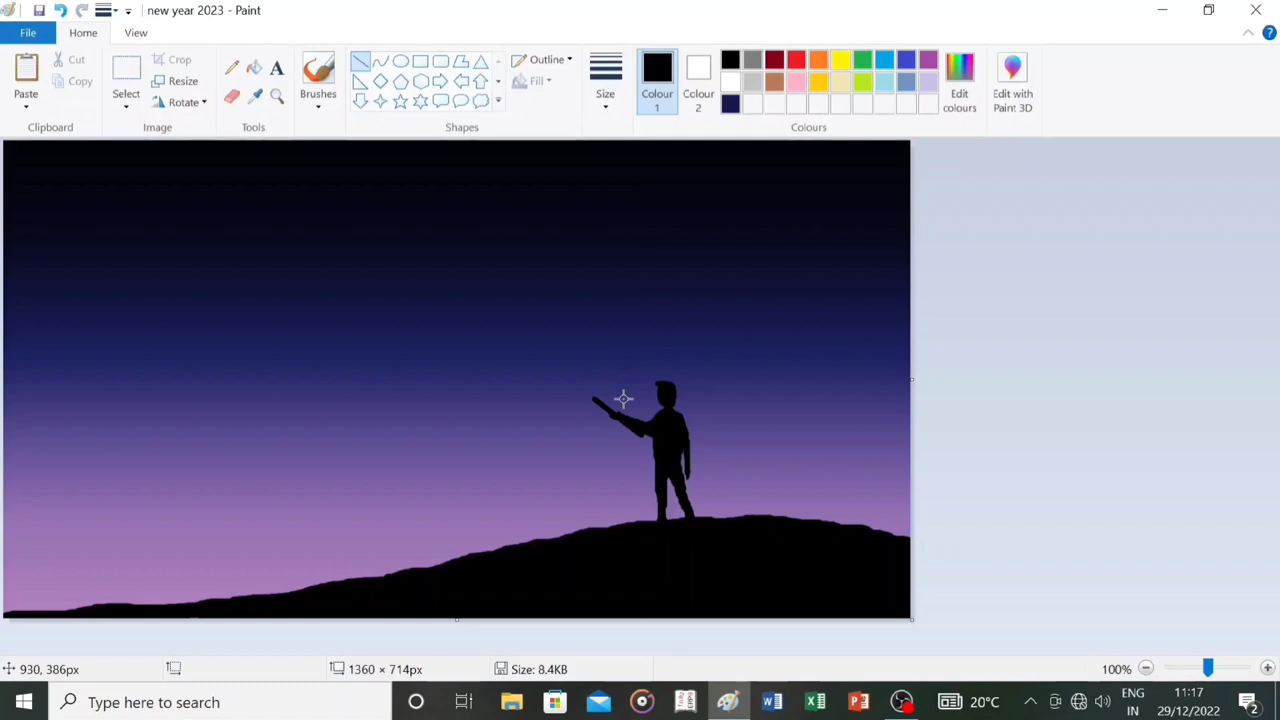 new year 2023 - Paint
File
Home
View
Paste
Cut
Copy
Clipboard
Select
Crop
Resize
Rotate
Image
A
Tools
Brushes
Shapes
Outline
Fill
Size
Colour 1
Colour 2
Edit colours
Colours
Edit with Paint 3D
930, 386px
1360 × 714px
Size: 8.4KB
100%
Type here to search
20°C
ENG
IN
11:17
29/12/2022
2